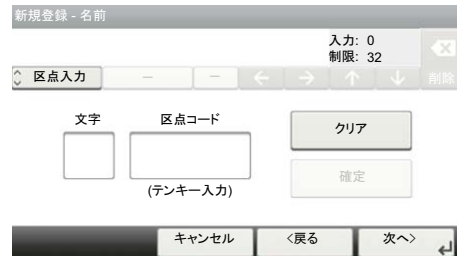 新規登録 - 名前
入力: 0
制限: 32
区点入力 － － ← → ↑ ↓ 削除
文字 区点コード クリア
(テンキー入力) 確定
キャンセル <戻る 次へ>